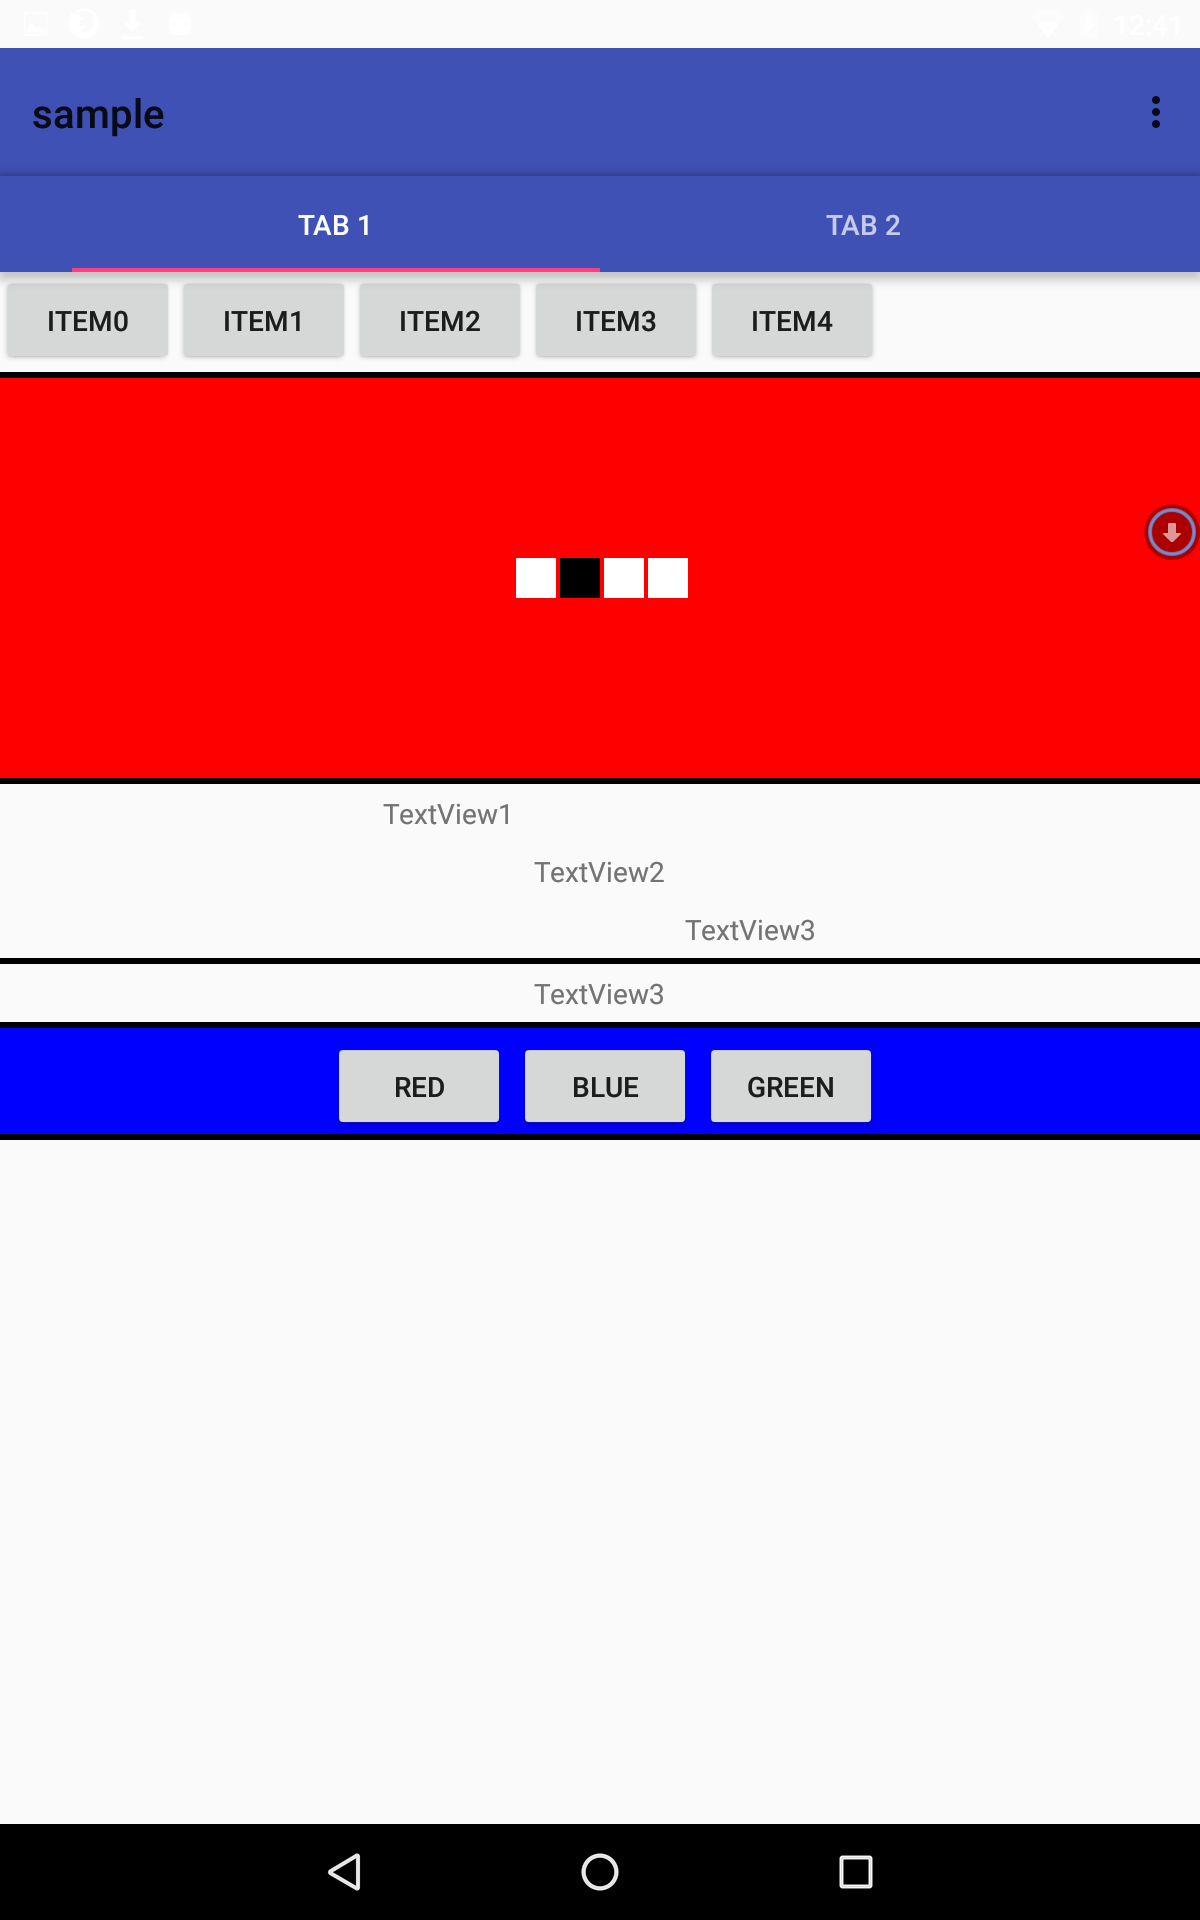 12:41
sample
TAB 1 TAB 2
ITEM0 ITEM1 ITEM2 ITEM3 ITEM4
TextView1
TextView2
TextView3
TextView3
RED BLUE GREEN